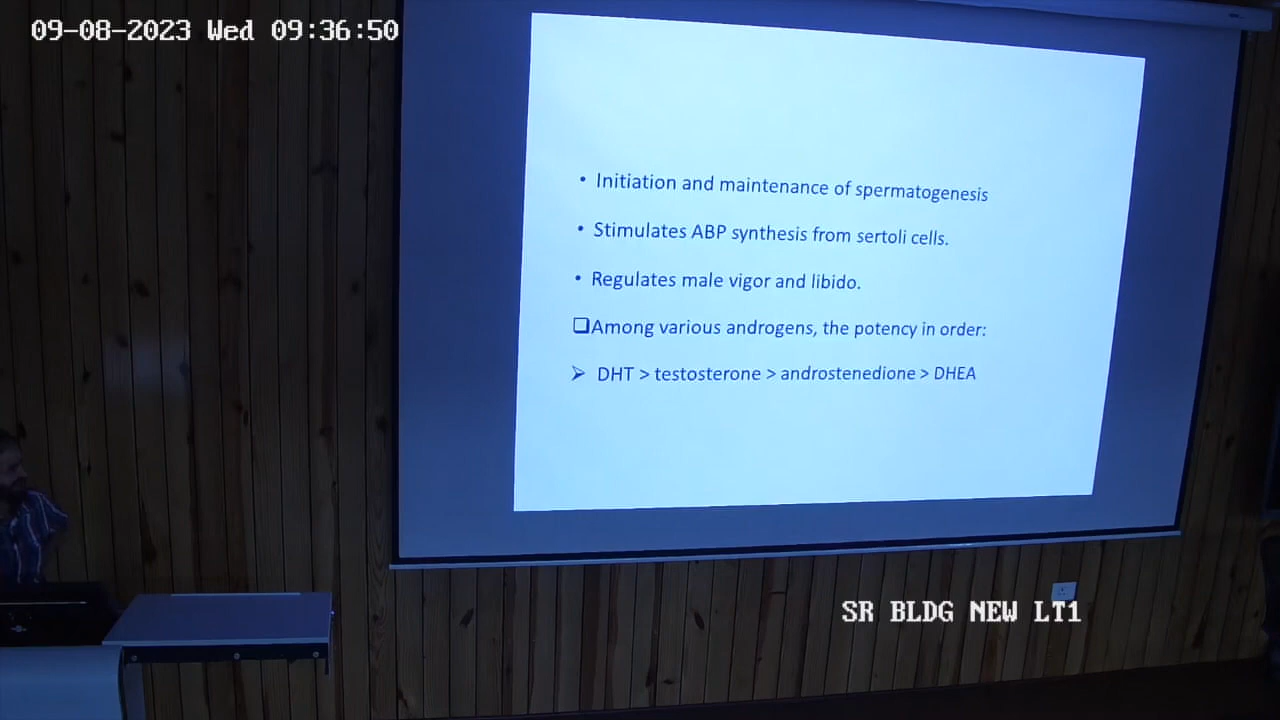 09-08-2023 Wed 09:36:50
• Initiation and maintenance of spermatogenesis
• Stimulates ABP synthesis from sertoli cells.
• Regulates male vigor and libido.
❑Among various androgens, the potency in order:
➢ DHT > testosterone > androstenedione > DHEA
SR BLDG NEW LT1